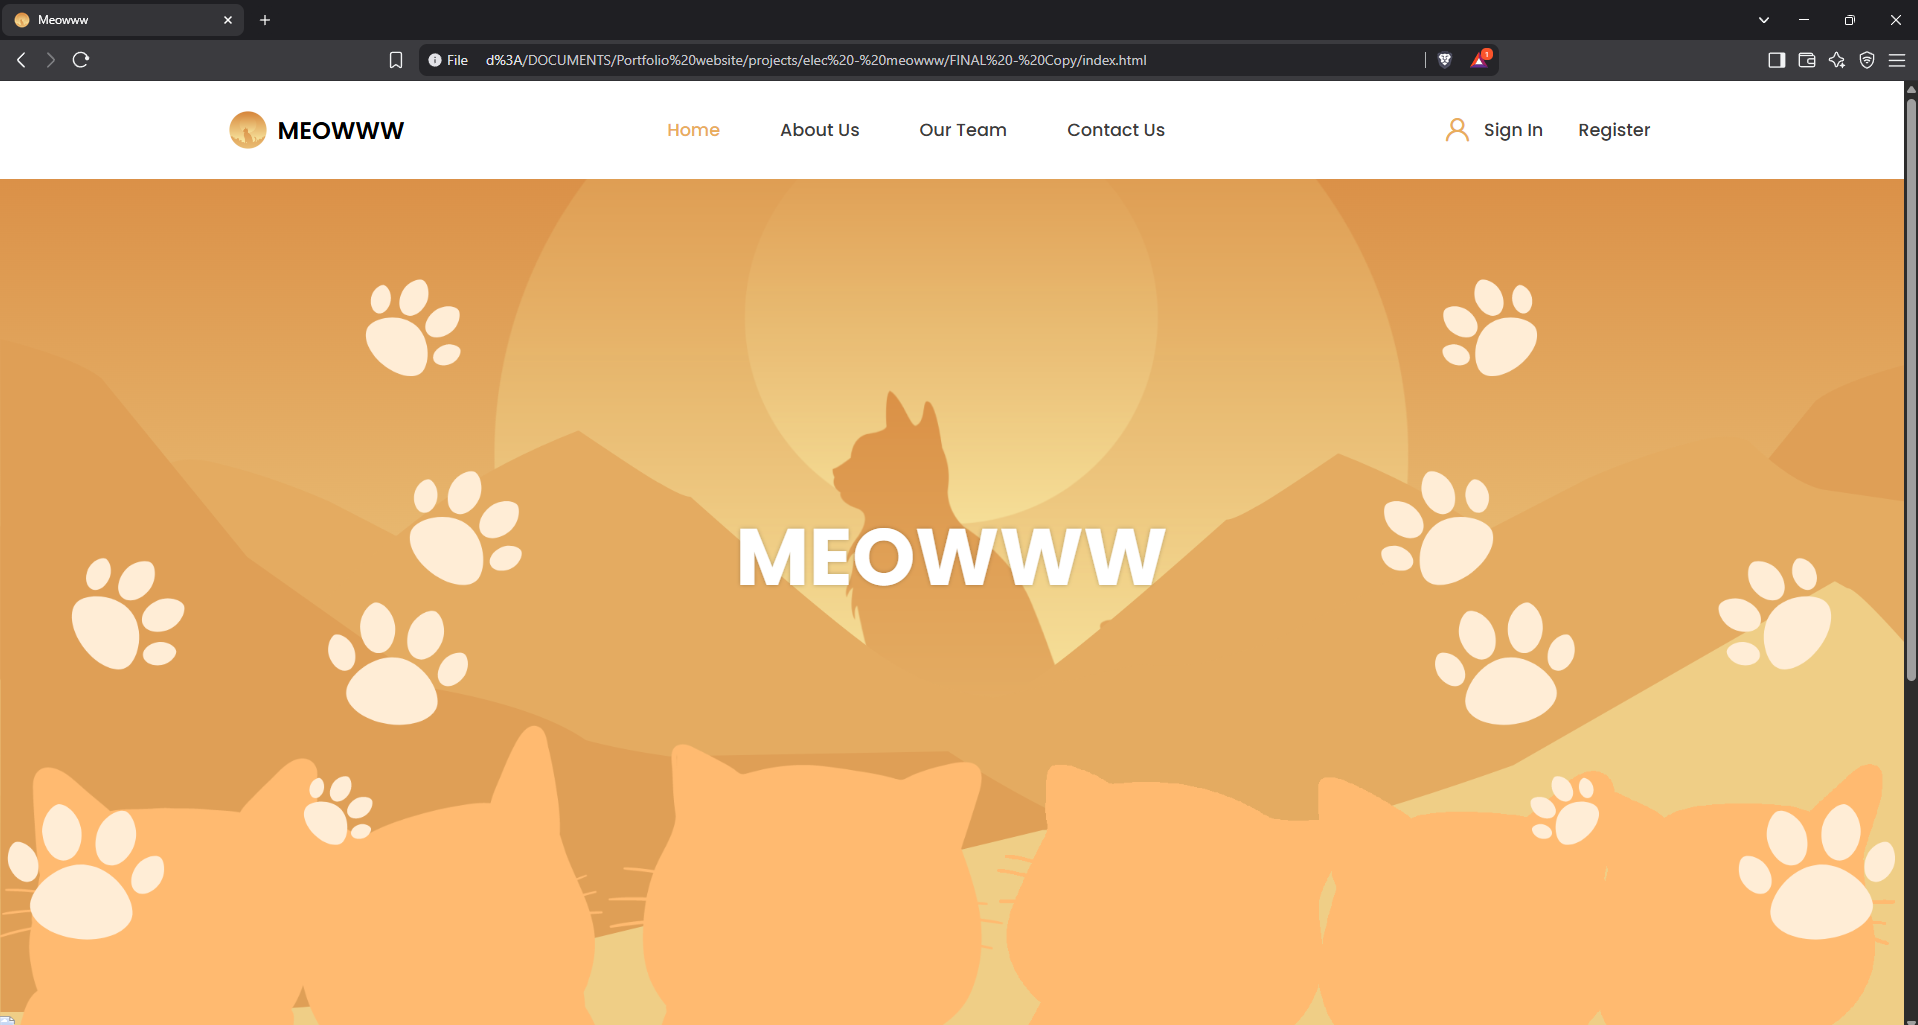 Meowww
File d%3A/DOCUMENTS/Portfolio%20website/projects/elec%20-%20meowww/FINAL%20-%20Copy/index.html
1
MEOWWW Home About Us Our Team Contact Us Sign In Register
MEOWWW